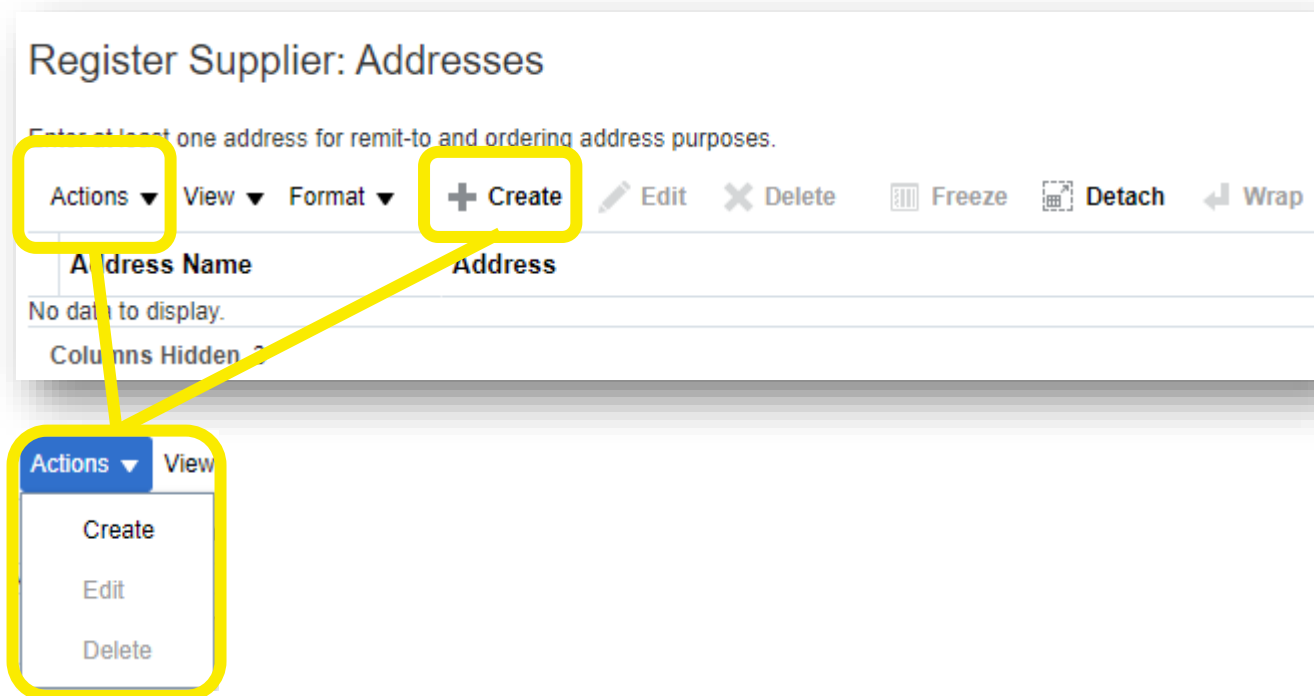 Register Supplier: Addresses
Enter at least one address for remit-to and ordering address purposes.
Actions View Format Create Edit Delete Freeze Detach Wrap
Address Name Address
No data to display.
Columns Hidden 3
Actions View
Create
Edit
Delete